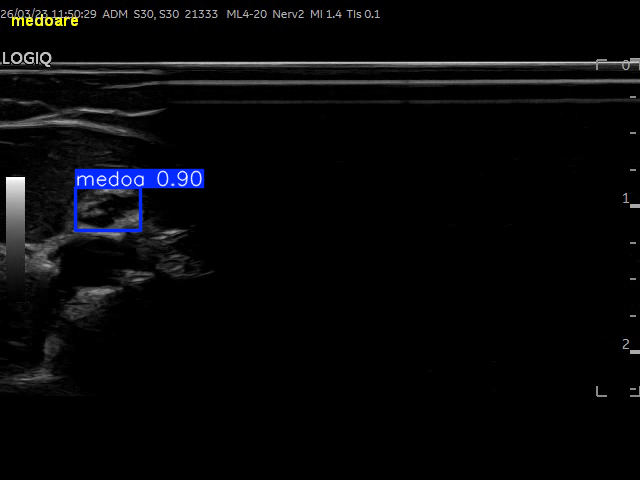 26/03/23 11:50:29 ADM S30, S30 21333 ML4-20 Nerv2 MI 1.4 TIs 0.1
medoare
LOGIQ
0
medoa 0.90
1
2